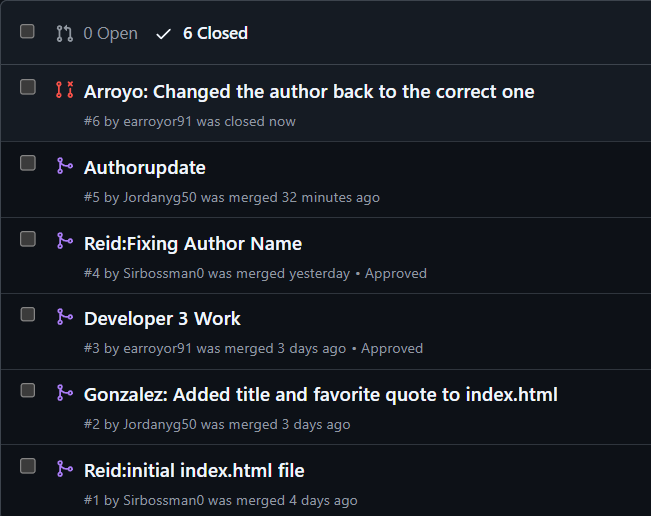 0 Open 6 Closed
Arroyo: Changed the author back to the correct one
#6 by earroyor91 was closed now
Authorupdate
#5 by Jordanyg50 was merged 32 minutes ago
Reid:Fixing Author Name
#4 by Sirbossman0 was merged yesterday • Approved
Developer 3 Work
#3 by earroyor91 was merged 3 days ago • Approved
Gonzalez: Added title and favorite quote to index.html
#2 by Jordanyg50 was merged 3 days ago
Reid:initial index.html file
#1 by Sirbossman0 was merged 4 days ago